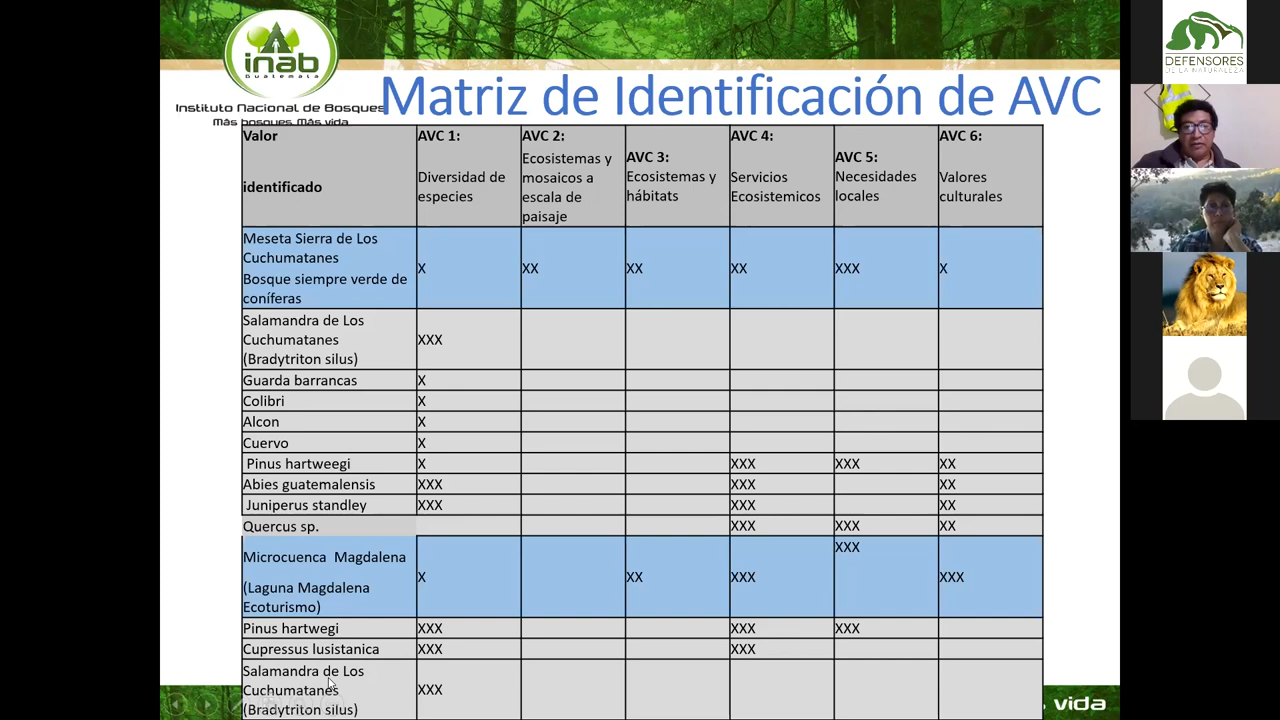 inab
Guatemala
Instituto Nacional de Bosques
Más bosques Más vida
Matriz de Identificación de AVC
Valor identificado
AVC 1: Diversidad de especies
AVC 2: Ecosistemas y mosaicos a escala de paisaje
AVC 3: Ecosistemas y hábitats
AVC 4: Servicios Ecosistemicos
AVC 5: Necesidades locales
AVC 6: Valores culturales
Meseta Sierra de Los Cuchumatanes Bosque siempre verde de coníferas X XX XX XX XXX X
Salamandra de Los Cuchumatanes (Bradytriton silus) XXX
Guarda barrancas X
Colibri X
Alcon X
Cuervo X
Pinus hartweegi X XXX XXX XX
Abies guatemalensis XXX XXX XX
Juniperus standley XXX XXX XX
Quercus sp. XXX XXX XX
Microcuenca Magdalena (Laguna Magdalena Ecoturismo) X XX XXX XXX XXX
Pinus hartwegi XXX XXX XXX
Cupressus lusistanica XXX XXX
Salamandra de Los Cuchumatanes (Bradytriton silus) XXX
vida
DEFENSORES
DE LA NATURALEZA